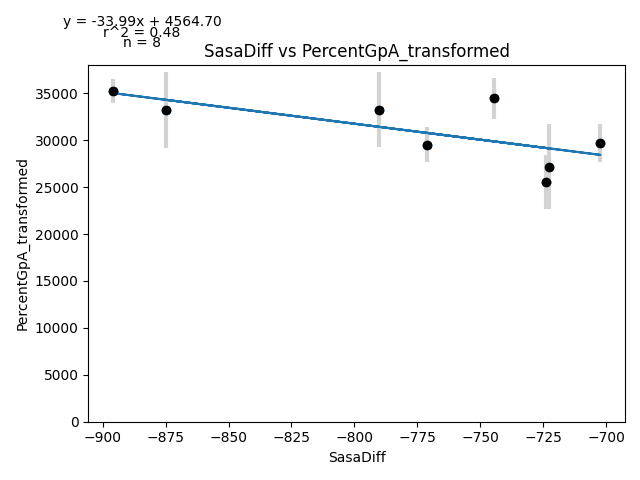 y = -33.99x + 4564.70
r^2 = 0.48
n = 8
SasaDiff vs PercentGpA_transformed
35000
30000
25000
20000
15000
10000
5000
0
PercentGpA_transformed
−900
−875
−850
−825
−800
−775
−750
−725
−700
SasaDiff